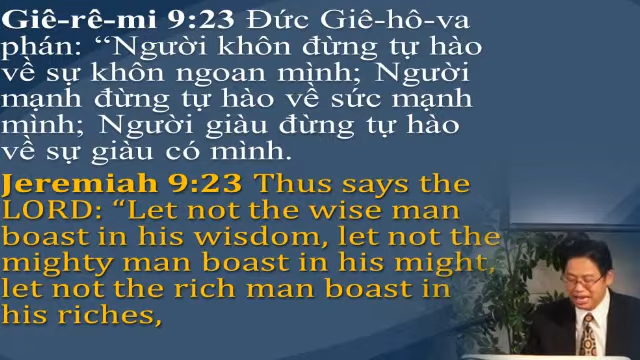 Giê-rê-mi 9:23 Đức Giê-hô-va
phán: “Người khôn đừng tự hào
về sự khôn ngoan mình; Người
mạnh đừng tự hào về sức mạnh
mình; Người giàu đừng tự hào
về sự giàu có mình.
Jeremiah 9:23 Thus says the
LORD: “Let not the wise man
boast in his wisdom, let not the
mighty man boast in his might,
let not the rich man boast in
his riches,